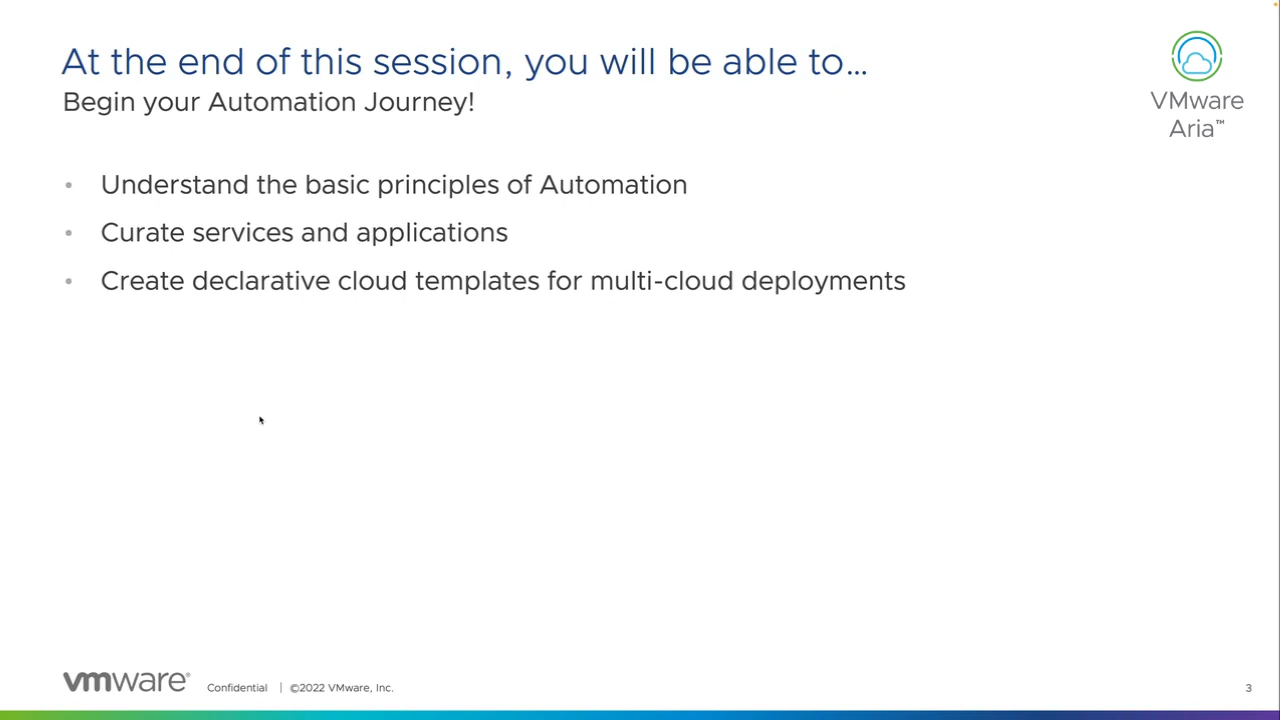 At the end of this session, you will be able to…
Begin your Automation Journey!
VMware
Aria™
• Understand the basic principles of Automation
• Curate services and applications
• Create declarative cloud templates for multi-cloud deployments
vmware®
Confidential | ©2022 VMware, Inc.
3